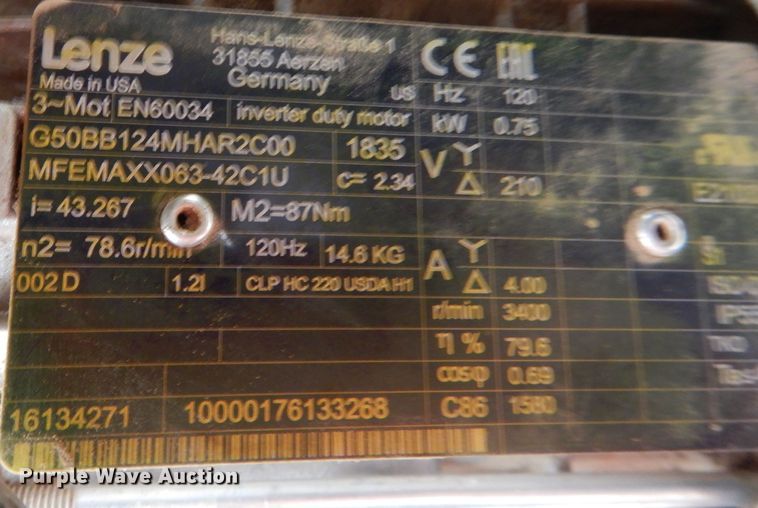 Lenze
Made in USA
Hans-Lenze-Straße 1
31855 Aerzen
Germany
CE EAC
US Hz 120
3~Mot EN60034 inverter duty motor
kW 0.75
G50BB124MHAR2C00 1835
V Y
MFEMAXX063-42C1U C= 2.34
Δ 210
i= 43.267 M2=87Nm
n2= 78.6r/min 120Hz 14.6 KG
A Y
002 D 1.2l CLP HC 220 USDA H1
Δ 4.00
r/min 3400
η % 79.6
cosφ 0.69
16134271 10000176133268 C86 1580
Purple Wave Auction